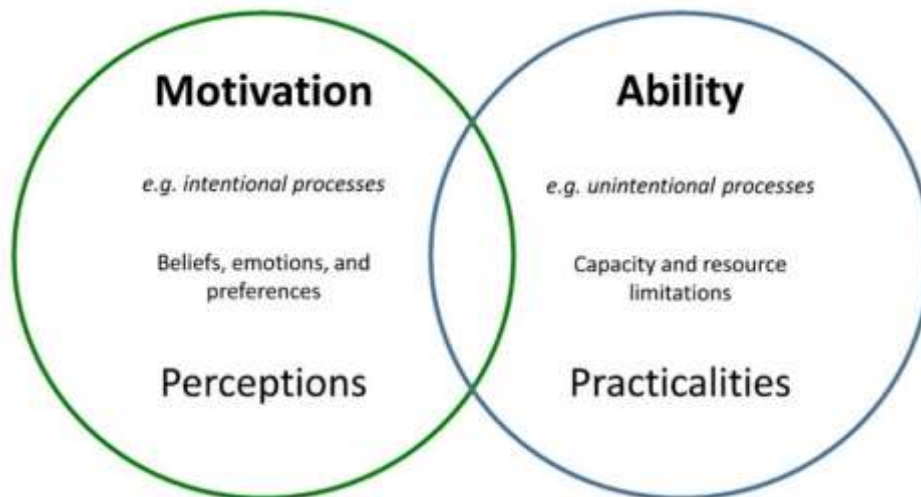 Motivation
e.g. intentional processes
Beliefs, emotions, and
preferences
Perceptions
Ability
e.g. unintentional processes
Capacity and resource
limitations
Practicalities